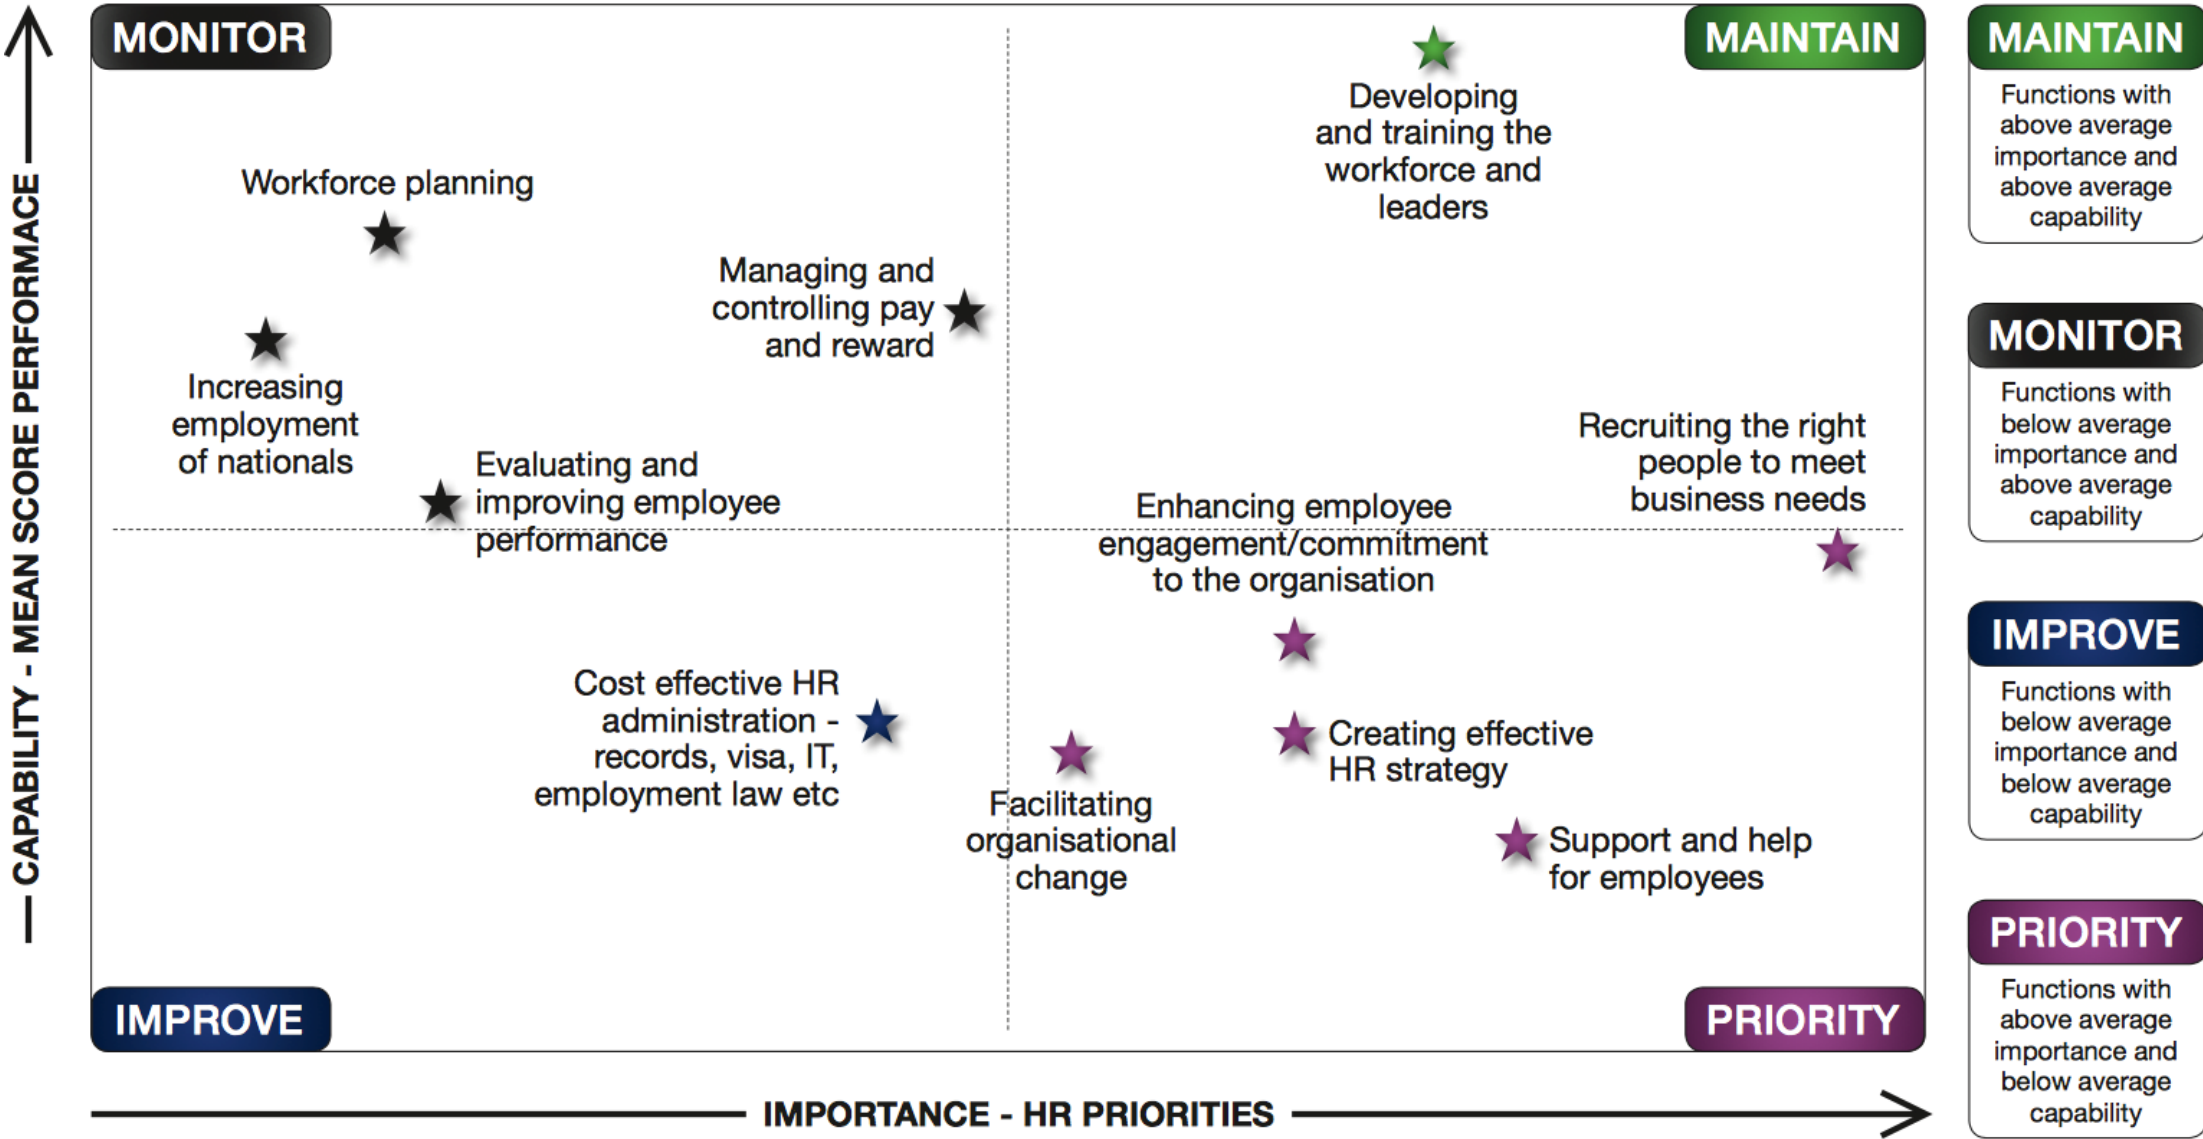 MONITOR
MAINTAIN
Developing
and training the
workforce and
leaders
Workforce planning
Managing and
controlling pay
and reward
Increasing
employment
of nationals
Evaluating and
improving employee
performance
Recruiting the right
people to meet
business needs
Enhancing employee
engagement/commitment
to the organisation
Cost effective HR
administration -
records, visa, IT,
employment law etc
Creating effective
HR strategy
Facilitating
organisational
change
Support and help
for employees
IMPROVE
PRIORITY
CAPABILITY - MEAN SCORE PERFORMACE
IMPORTANCE - HR PRIORITIES
MAINTAIN
Functions with
above average
importance and
above average
capability
MONITOR
Functions with
below average
importance and
above average
capability
IMPROVE
Functions with
below average
importance and
below average
capability
PRIORITY
Functions with
above average
importance and
below average
capability